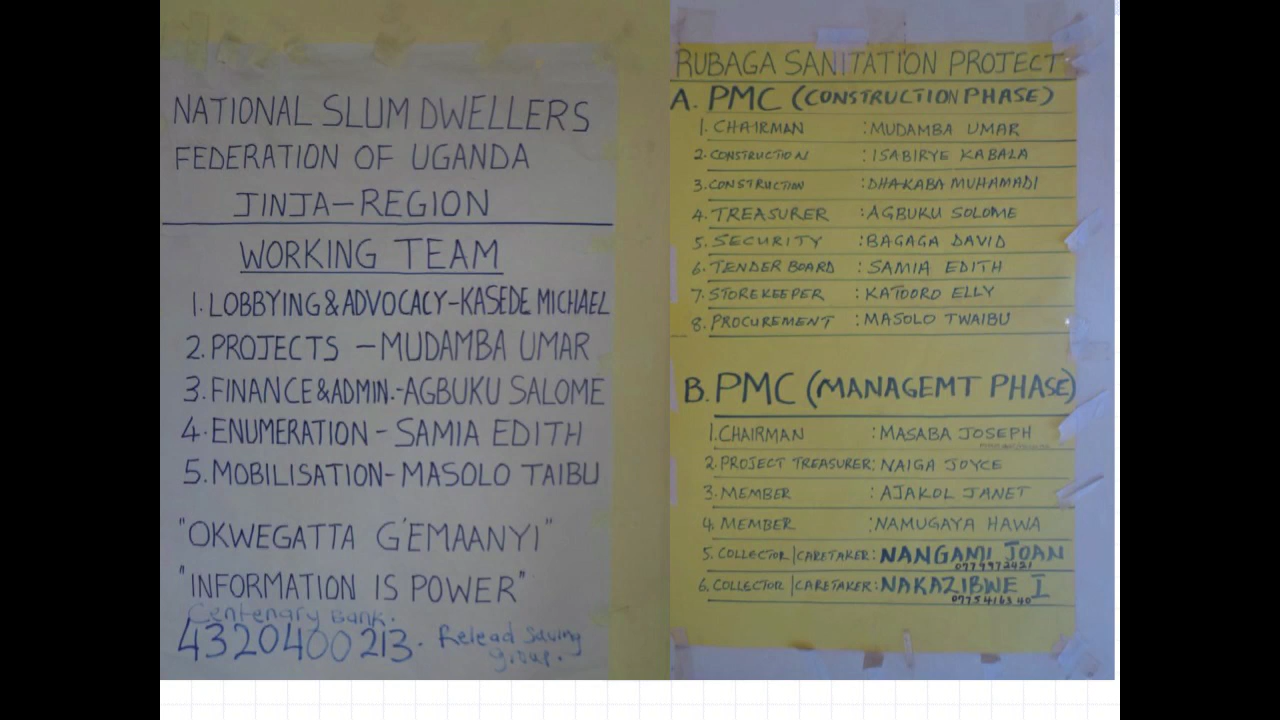 NATIONAL SLUM DWELLERS
FEDERATION OF UGANDA
JINJA-REGION
WORKING TEAM
1. LOBBYING & ADVOCACY-KASEDE MICHAEL
2. PROJECTS - MUDAMBA UMAR
3. FINANCE & ADMIN.-AGBUKU SALOME
4. ENUMERATION - SAMIA EDITH
5. MOBILISATION- MASOLO TAIBU
"OKWEGATTA G'EMAANYI"
"INFORMATION IS POWER"
Centenary Bank.
4320400213. Relead Saving
group.
RUBAGA SANITATION PROJECT
A. PMC (CONSTRUCTION PHASE)
1. CHAIRMAN : MUDAMBA UMAR
2. CONSTRUCTION : ISABIRYE KABALA
3. CONSTRUCTION : DHAKABA MUHAMADI
4. TREASURER : AGBUKU SOLOME
5. SECURITY : BAGAGA DAVID
6. TENDER BOARD : SAMIA EDITH
7. STOREKEEPER : KATOORO ELLY
8. PROCUREMENT : MASOLO TWAIBU
B. PMC (MANAGEMT PHASE)
1. CHAIRMAN : MASABA JOSEPH
2. PROJECT TREASURER: NAIGA JOYCE
3. MEMBER : AJAKOL JANET
4. MEMBER : NAMUGAYA HAWA
5. COLLECTOR/CARETAKER: NANGAMI JOAN
0779972421
6. COLLECTOR/CARETAKER: NAKAZIBWE I